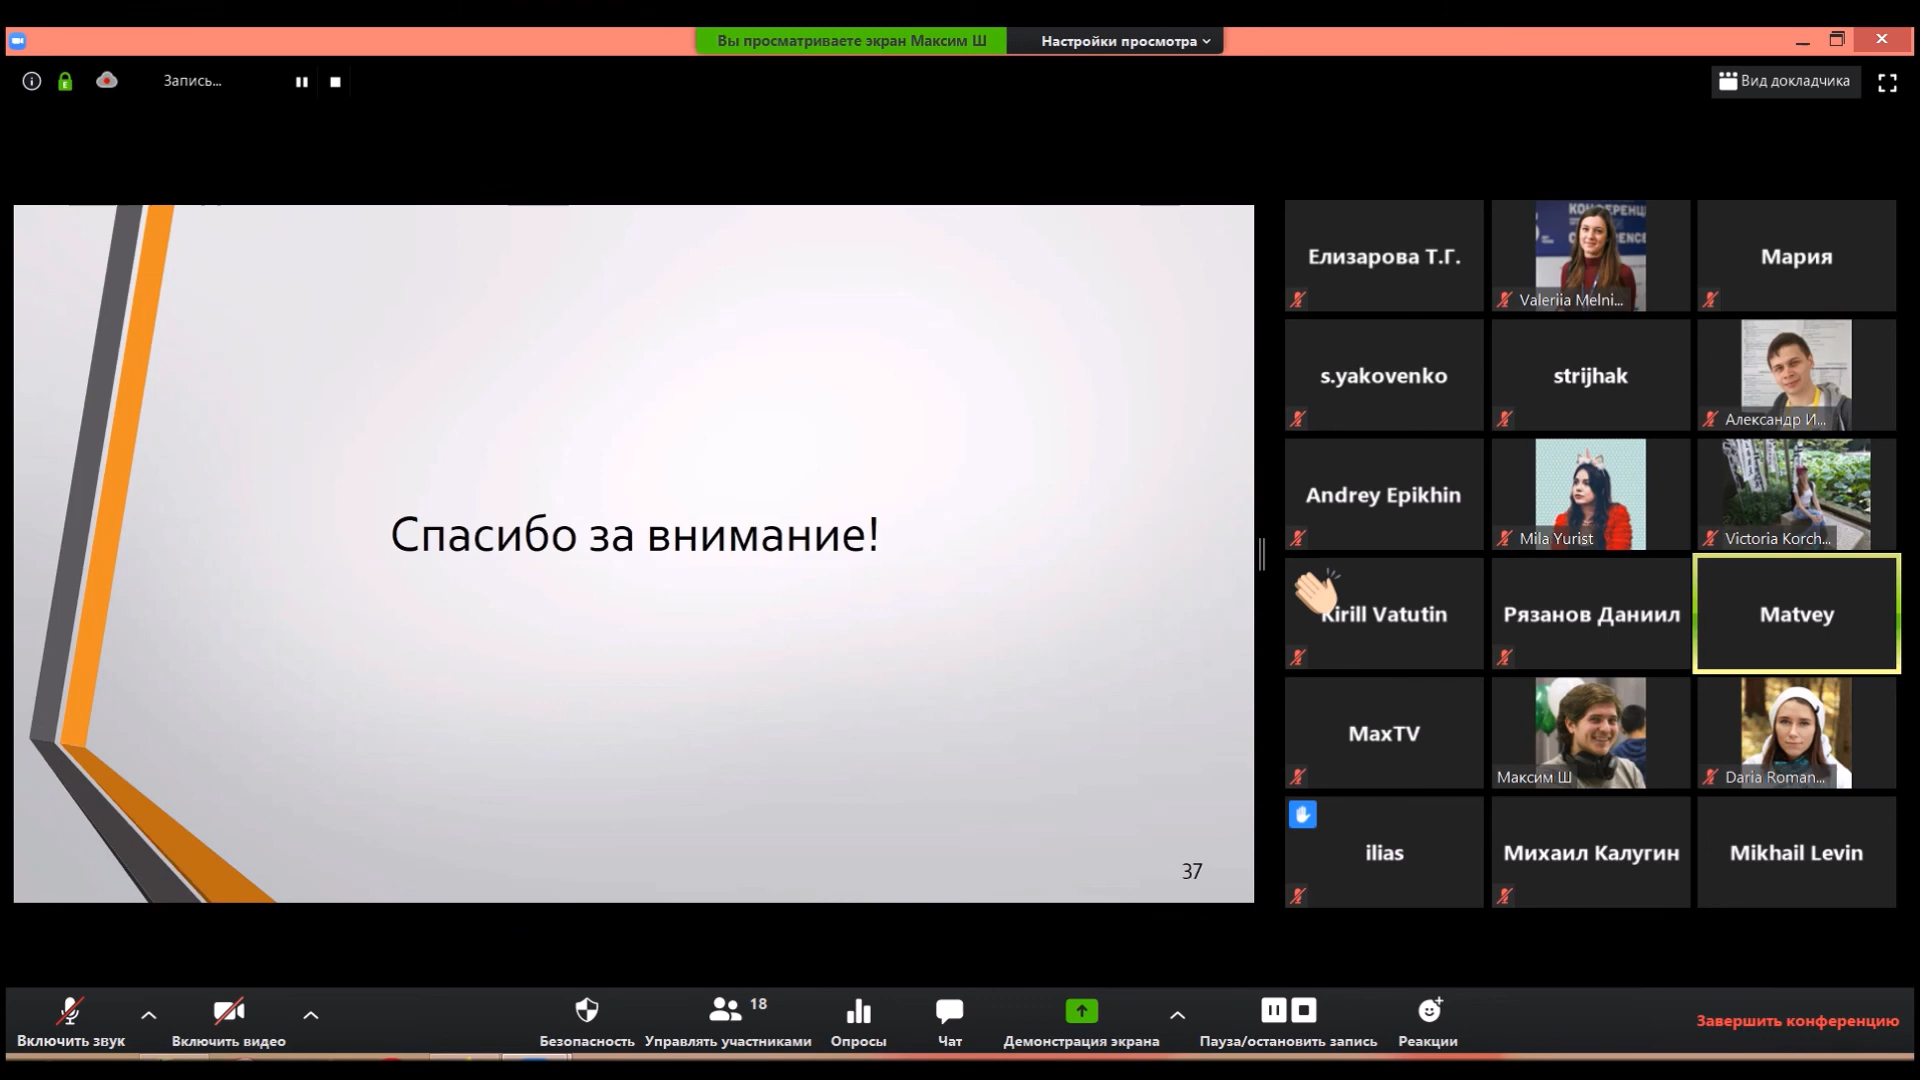 Вы просматриваете экран Максим Ш
Настройки просмотра
Запись...
Вид докладчика
Спасибо за внимание!
37
Елизарова Т.Г.
КОНФЕРЕНЦ
Valeriia Melni...
Мария
s.yakovenko
strijhak
Александр И...
Andrey Epikhin
Mila Yurist
Victoria Korch...
Kirill Vatutin
Рязанов Даниил
Matvey
MaxTV
Максим Ш
Daria Roman...
ilias
Михаил Калугин
Mikhail Levin
Включить звук
Включить видео
Безопасность
Управлять участниками
18
Опросы
Чат
Демонстрация экрана
Пауза/остановить запись
Реакции
Завершить конференцию